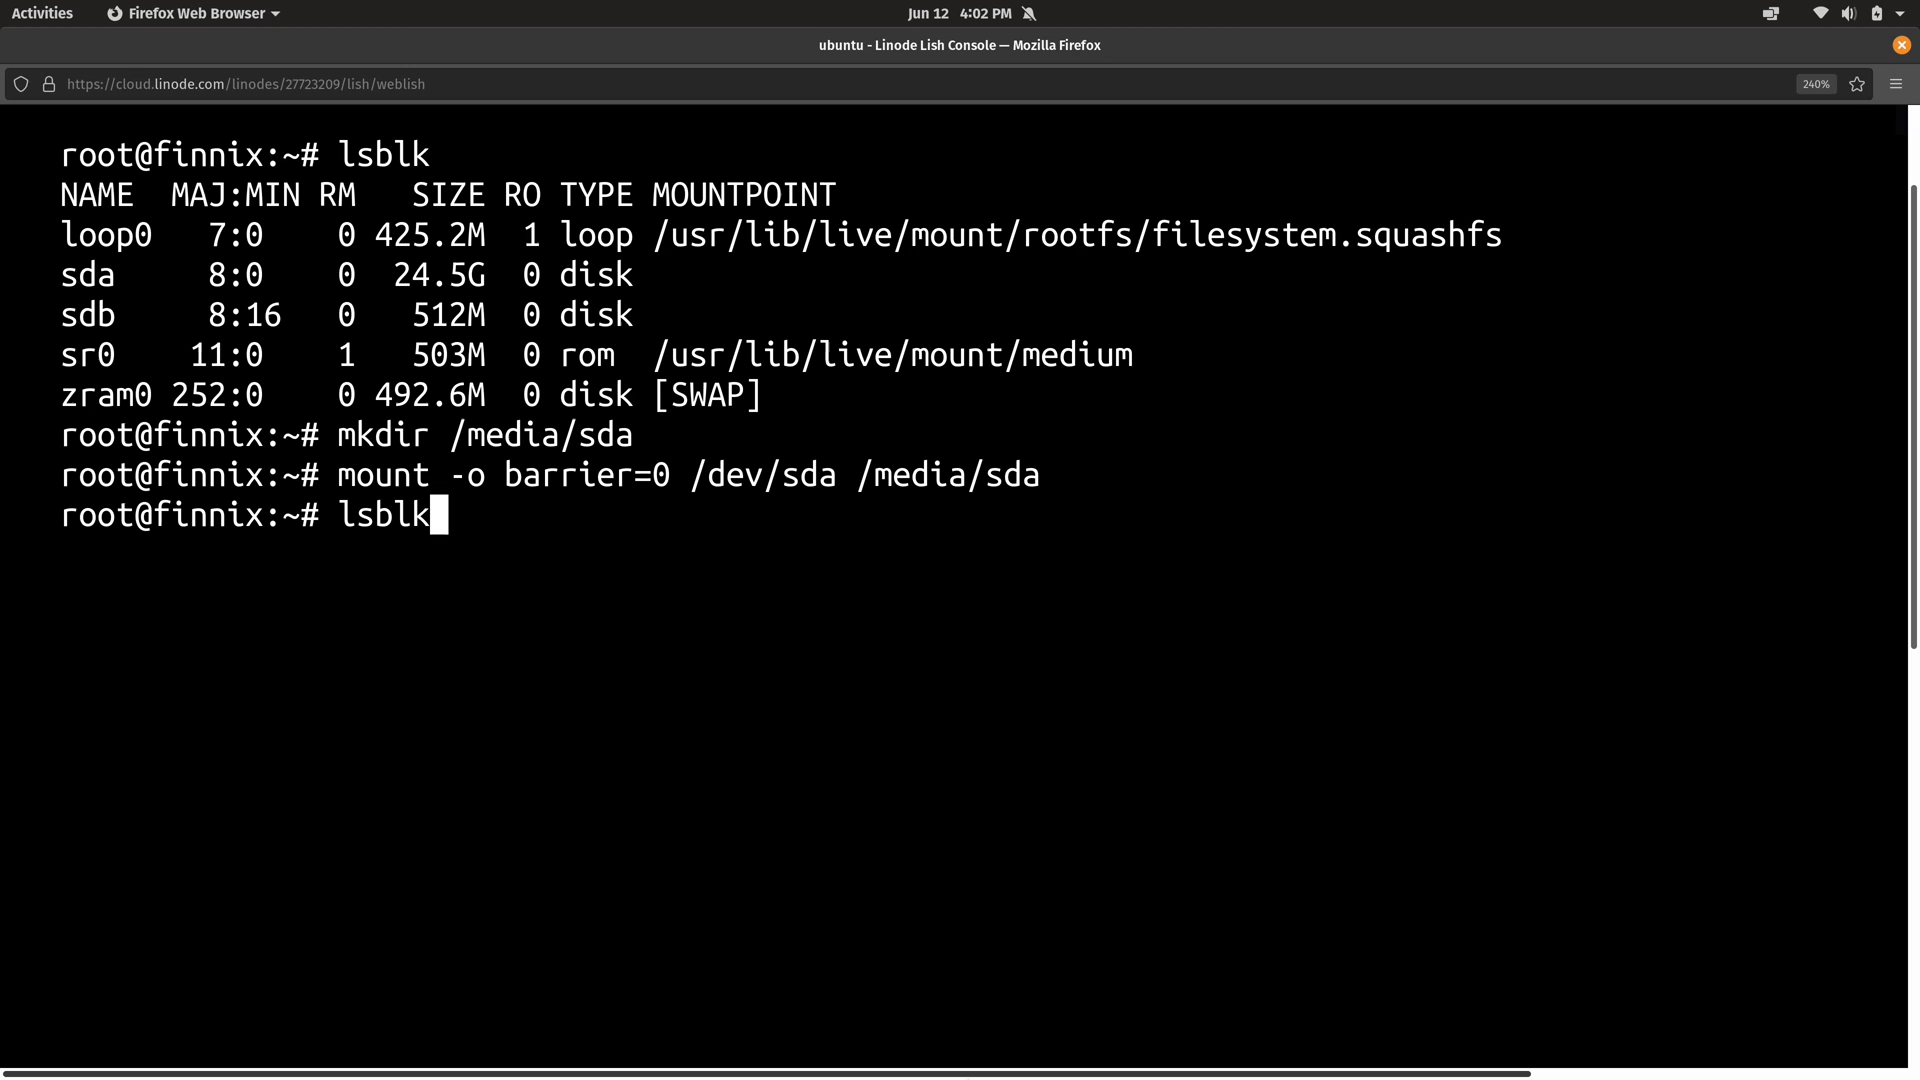 Activities Firefox Web Browser Jun 12 4:02 PM
ubuntu - Linode Lish Console — Mozilla Firefox
https://cloud.linode.com/linodes/27723209/lish/weblish 240%
root@finnix:~# lsblk
NAME   MAJ:MIN RM   SIZE RO TYPE MOUNTPOINT
loop0    7:0    0 425.2M  1 loop /usr/lib/live/mount/rootfs/filesystem.squashfs
sda      8:0    0  24.5G  0 disk
sdb      8:16   0   512M  0 disk
sr0     11:0    1   503M  0 rom  /usr/lib/live/mount/medium
zram0  252:0    0 492.6M  0 disk [SWAP]
root@finnix:~# mkdir /media/sda
root@finnix:~# mount -o barrier=0 /dev/sda /media/sda
root@finnix:~# lsblk